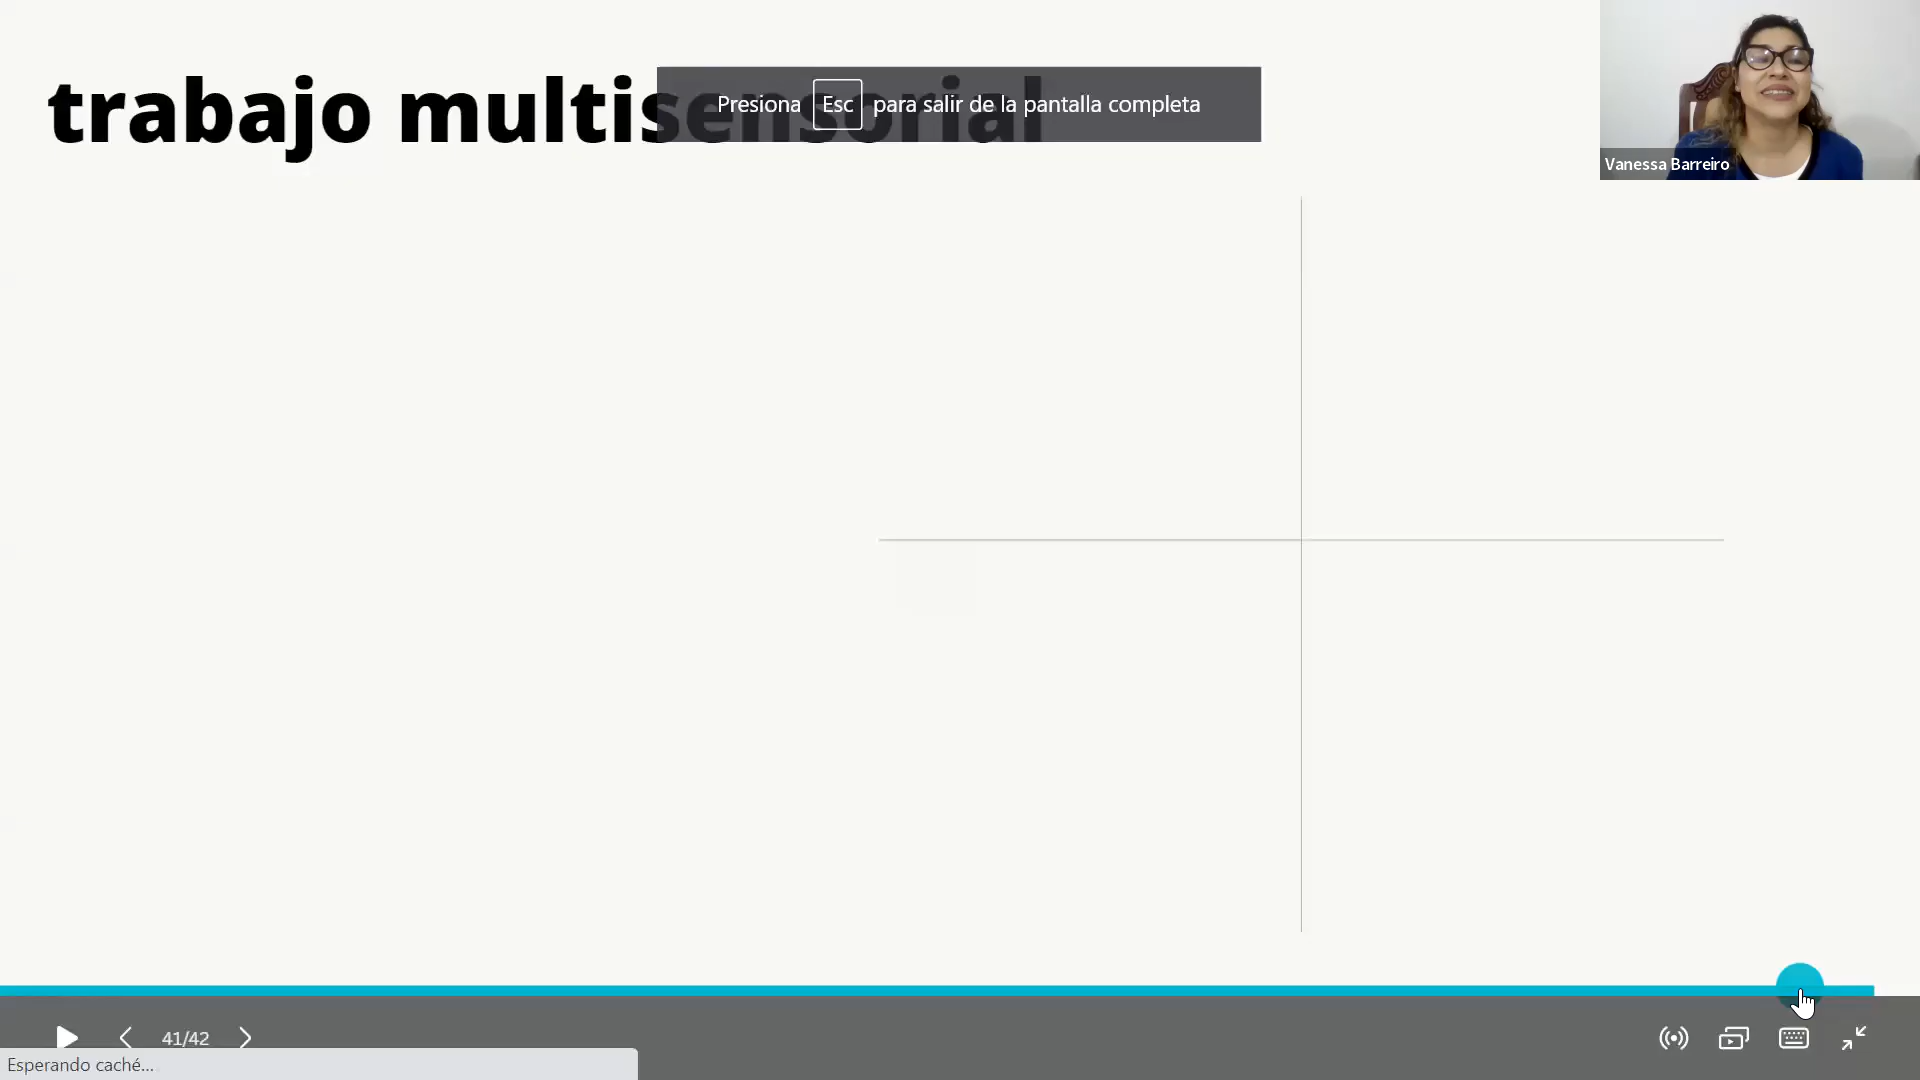 trabajo multisensorial
Presiona Esc para salir de la pantalla completa
Vanessa Barreiro
41/42
Esperando caché...